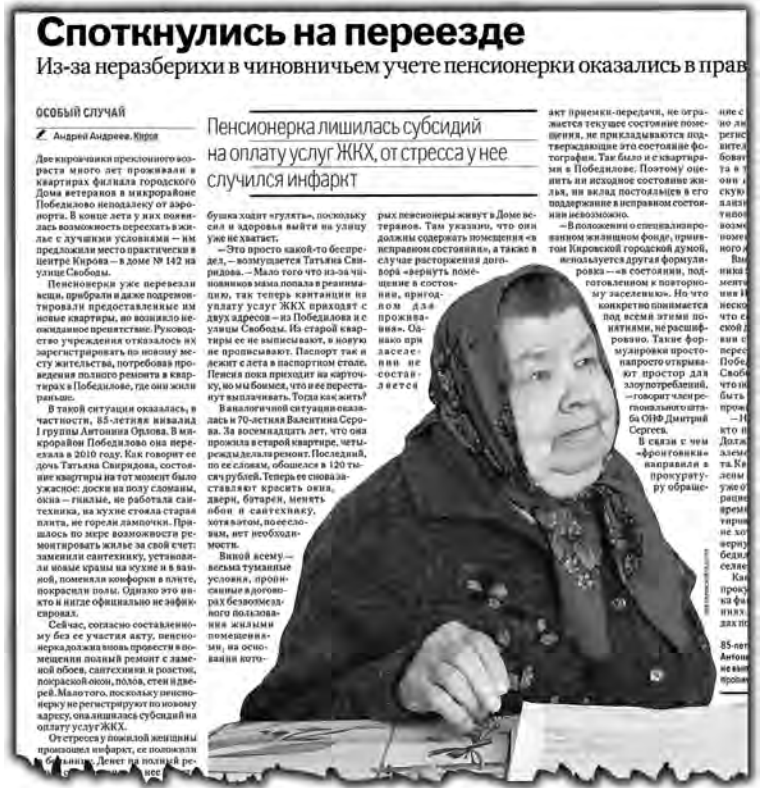 Споткнулись на переезде
Из-за неразберихи в чиновничьем учете пенсионерки оказались в прав
ОСОБЫЙ СЛУЧАЙ
Андрей Андреев, Киров
Две кировчанки преклонного воз-
раста много лет проживали в
квартирах филиала городского
Дома ветеранов в микрорайоне
Победилово неподалеку от аэро-
порта. В конце лета у них появи-
лась возможность переехать в жи-
лье с лучшими условиями — им
предложили место практически в
центре Кирова — в доме № 142 на
улице Свободы.
Пенсионерки уже перевезли
вещи, прибрали и даже подремон-
тировали предоставленные им
новые квартиры, но возникло не-
ожиданное препятствие. Руковод-
ство учреждения отказалось их
зарегистрировать по новому ме-
сту жительства, потребовав про-
ведения полного ремонта в квар-
тирах в Победилове, где они жили
раньше.
В такой ситуации оказалась, в
частности, 85-летняя инвалид
I группы Антонина Орлова. В ми-
крорайон Победилово она пере-
ехала в 2010 году. Как говорит ее
дочь Татьяна Свиридова, состоя-
ние квартиры на тот момент было
ужасное: доски на полу сломаны,
окна — гнилые, не работала сан-
техника, на кухне стояла старая
плита, не горели лампочки. При-
шлось по мере возможности ре-
монтировать жилье за свой счет:
заменили сантехнику, установи-
ли новые краны на кухне и в ван-
ной, поменяли конфорки в плите,
покрасили полы. Однако это ни-
кто и нигде официально не зафик-
сировал.
Сейчас, согласно составленно-
му без ее участия акту, пенсио-
нерка должна вновь провести в по-
мещении полный ремонт с заме-
ной обоев, сантехники и розеток,
покраской окон, полов, стен и две-
рей. Мало того, поскольку пенсио-
нерку не регистрируют по новому
адресу, она лишилась субсидий на
оплату услуг ЖКХ.
От стресса у пожилой женщины
произошел инфаркт, ее положили
в больницу. Денег на полный ре-
нее
Пенсионерка лишилась субсидий
на оплату услуг ЖКХ, от стресса у нее
случился инфаркт
бушка ходит «гулять», поскольку
сил и здоровья выйти на улицу
уже не хватает.
—Это просто какой-то беспре-
дел, — возмущается Татьяна Сви-
ридова. — Мало того что из-за чи-
новников мама попала в реанима-
цию, так теперь квитанции на
уплату услуг ЖКХ приходят с
двух адресов — из Победилова и с
улицы Свободы. Из старой квар-
тиры ее не выписывают, в новую
не прописывают. Паспорт так и
лежит с лета в паспортном столе.
Пенсия пока приходит на карточ-
ку, но мы боимся, что и ее переста-
нут выплачивать. Тогда как жить?
В аналогичной ситуации оказа-
лась и 70-летняя Валентина Серо-
ва. За восемнадцать лет, что она
прожила в старой квартире, четы-
режды делала ремонт. Последний,
по ее словам, обошелся в 120 ты-
сяч рублей. Теперь ее снова за-
ставляют красить окна,
двери, батареи, менять
обои и сантехнику,
хотя в этом, по ее сло-
вам, нет необходи-
мости.
Виной всему —
весьма туманные
условия, пропи-
санные в догово-
рах безвозмезд-
ного пользова-
ния жилыми
помещения-
ми, на осно-
вании кото-
рых пенсионеры живут в Доме ве-
теранов. Там указано, что они
должны содержать помещения «в
исправном состоянии», а также в
случае расторжения дого-
вора «вернуть поме-
щение в состоя-
нии, пригод-
ном для
прожива-
ния». Од-
нако при
заселе-
нии не
состав-
ляется
акт приемки-передачи, не отра-
жается текущее состояние поме-
щения, не прикладываются под-
тверждающие это состояние фо-
тографии. Так было и с квартира-
ми в Победилове. Поэтому оце-
нить ни исходное состояние жи-
лья, ни вклад постояльцев в его
поддержание в исправном состоя-
нии невозможно.
—В положении о специализиро-
ванном жилищном фонде, приня-
том Кировской городской думой,
используется другая формули-
ровка — «в состоянии, под-
готовленном к повторно-
му заселению». Но что
конкретно понимается
под всеми этими по-
нятиями, не расшиф-
ровано. Такие фор-
мулировки просто-
напросто открыва-
ют простор для
злоупотреблений,
—говорит член ре-
гионального шта-
ба ОНФ Дмитрий
Сергеев.
В связи с чем
«фронтовики»
направили в
прокурату-
ру обраще-
85-лет
Антон
не вып